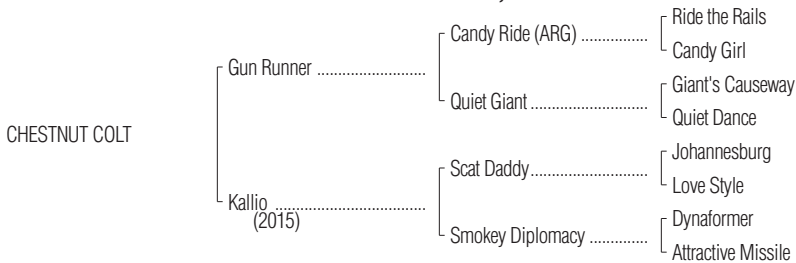 Ride the Rails
Candy Ride (ARG) ................
Candy Girl
Gun Runner ..........................
Giant's Causeway
Quiet Giant ............................
Quiet Dance
CHESTNUT COLT
Johannesburg
Scat Daddy............................
Love Style
Kallio ....................................
(2015)
Dynaformer
Smokey Diplomacy ..............
Attractive Missile